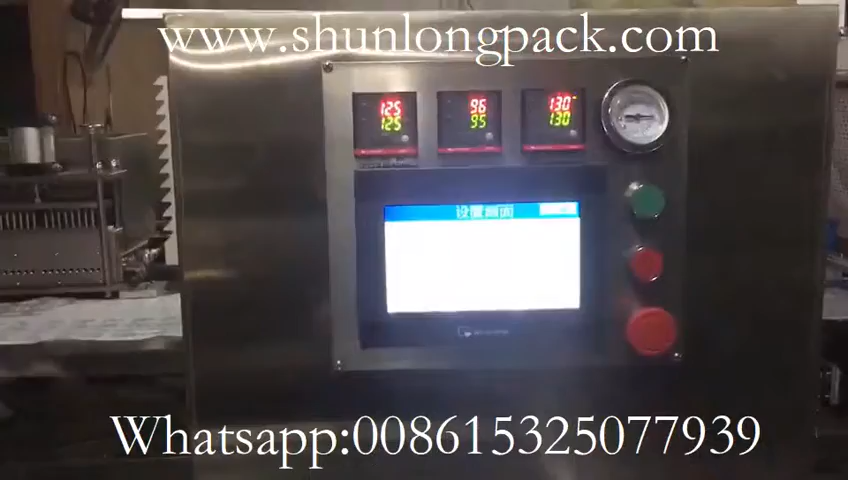 www.shunlongpack.com
125 96 130
125 95 130
设置画面
Whatsapp:008615325077939